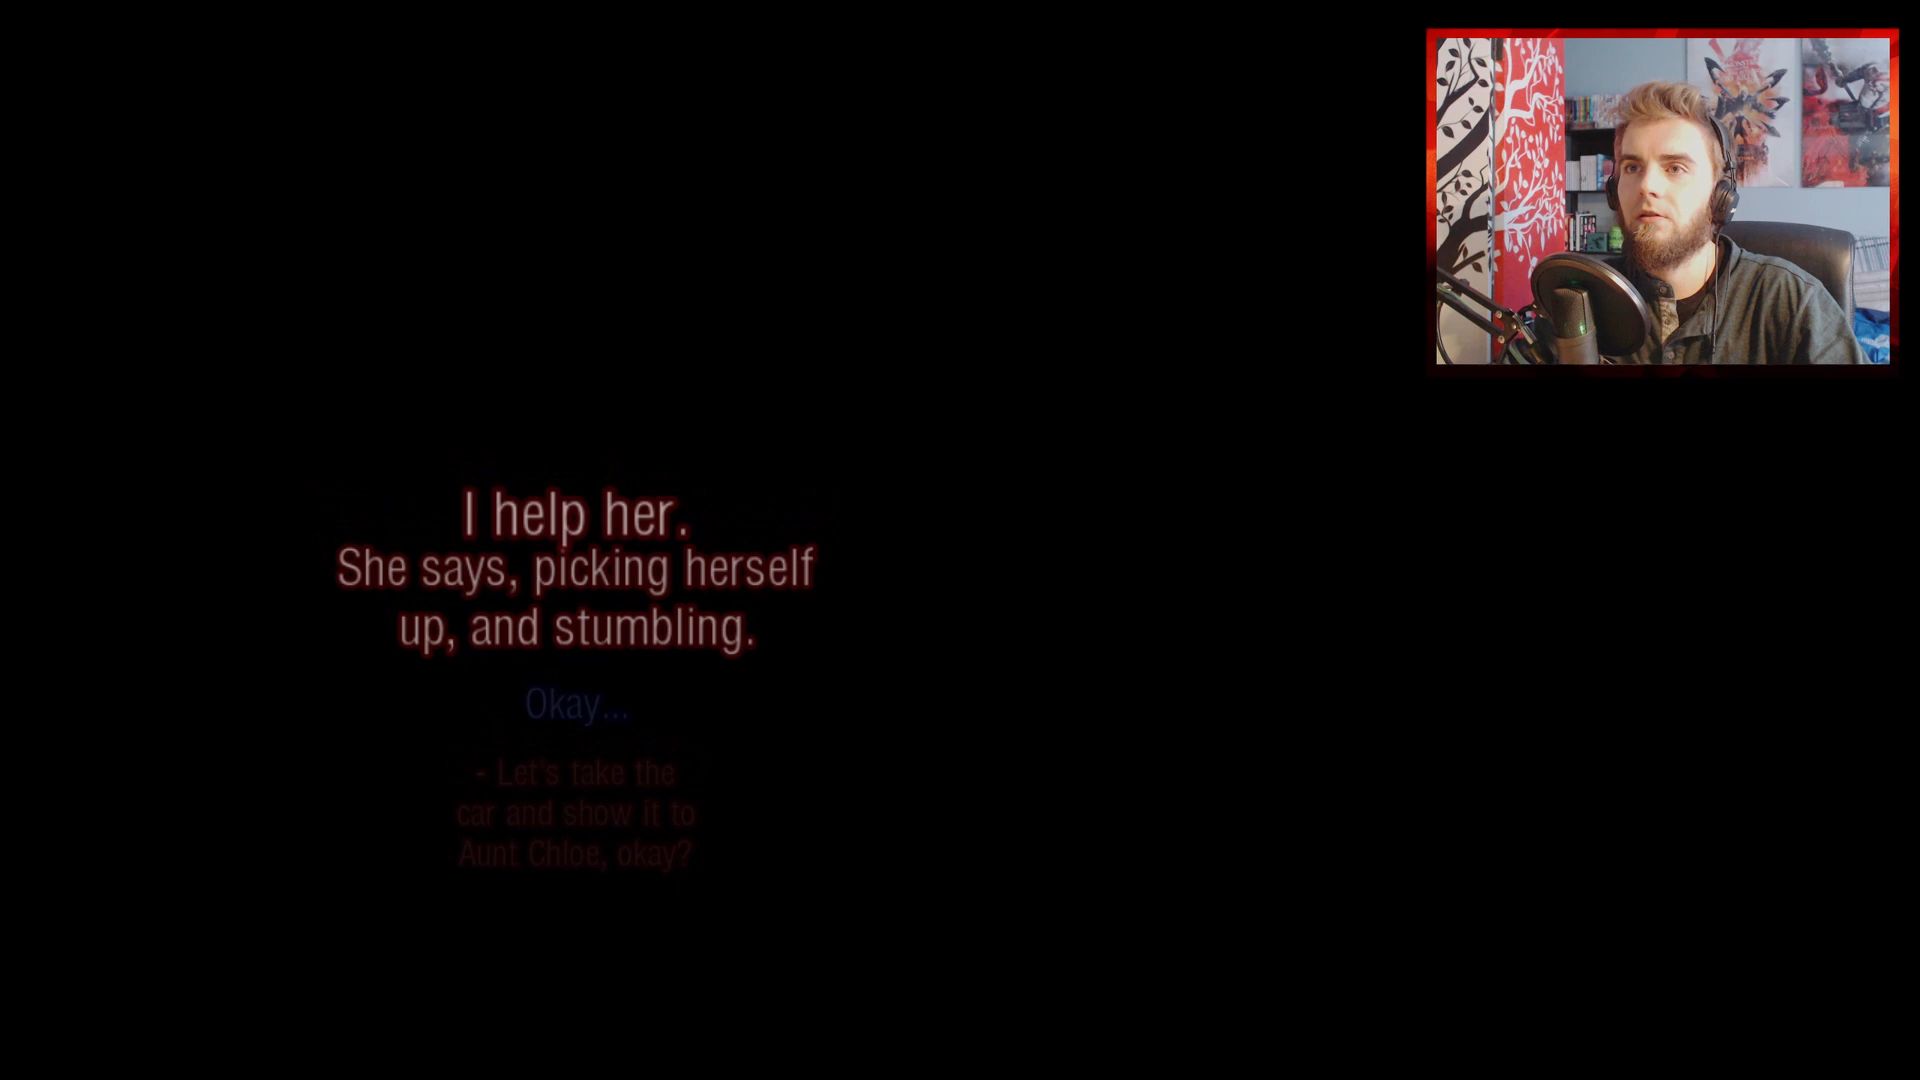 I help her.
She says, picking herself
up, and stumbling.
Okay...
- Let's take the
car and show it to
Aunt Chloe, okay?